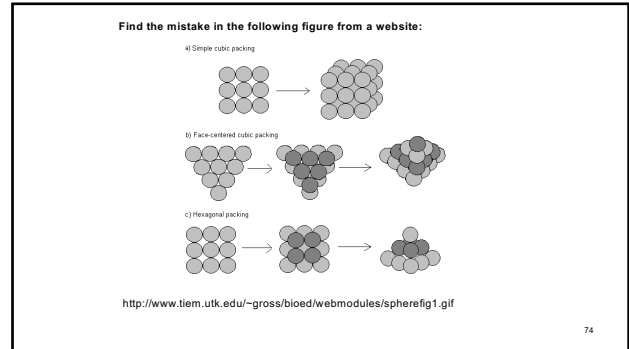 Find the mistake in the following figure from a website:
a) Simple cubic packing
b) Face-centered cubic packing
c) Hexagonal packing
http://www.tiem.utk.edu/~gross/bioed/webmodules/spherefig1.gif
74